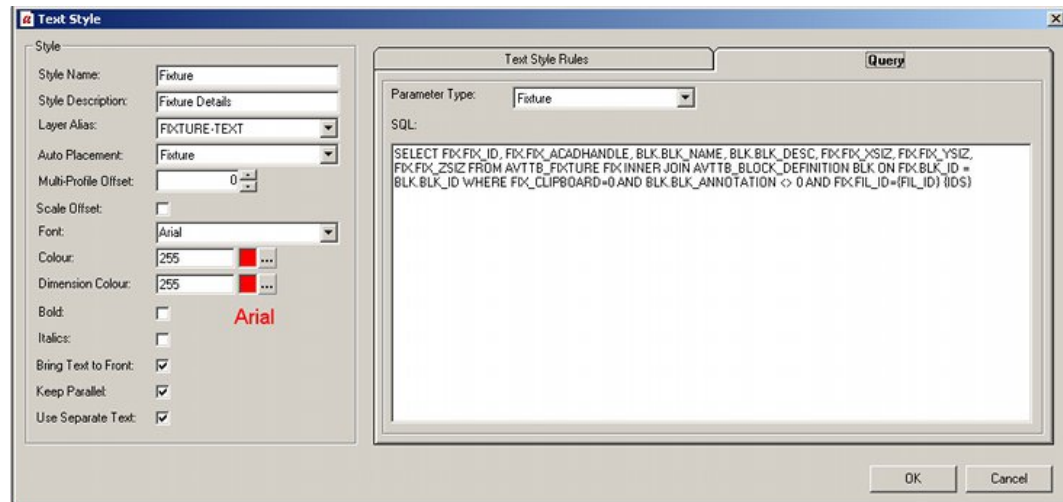 Text Style
Style
Style Name: Fixture
Style Description: Fixture Details
Layer Alias: FIXTURE-TEXT
Auto Placement: Fixture
Multi-Profile Offset: 0
Scale Offset:
Font: Arial
Colour: 255 ...
Dimension Colour: 255 ...
Bold:
Arial
Italics:
Bring Text to Front:
Keep Parallel:
Use Separate Text:
Text Style Rules
Query
Parameter Type: Fixture
SQL:
SELECT FIX.FIX_ID, FIX.FIX_ACADHANDLE, BLK.BLK_NAME, BLK.BLK_DESC, FIX.FIX_XSIZ, FIX.FIX_YSIZ,
FIX.FIX_ZSIZ FROM AVTTB_FIXTURE FIX INNER JOIN AVTTB_BLOCK_DEFINITION BLK ON FIX.BLK_ID =
BLK.BLK_ID WHERE FIX_CLIPBOARD=0 AND BLK.BLK_ANNOTATION <> 0 AND FIX.FIL_ID={FIL_ID} {IDS}
OK
Cancel